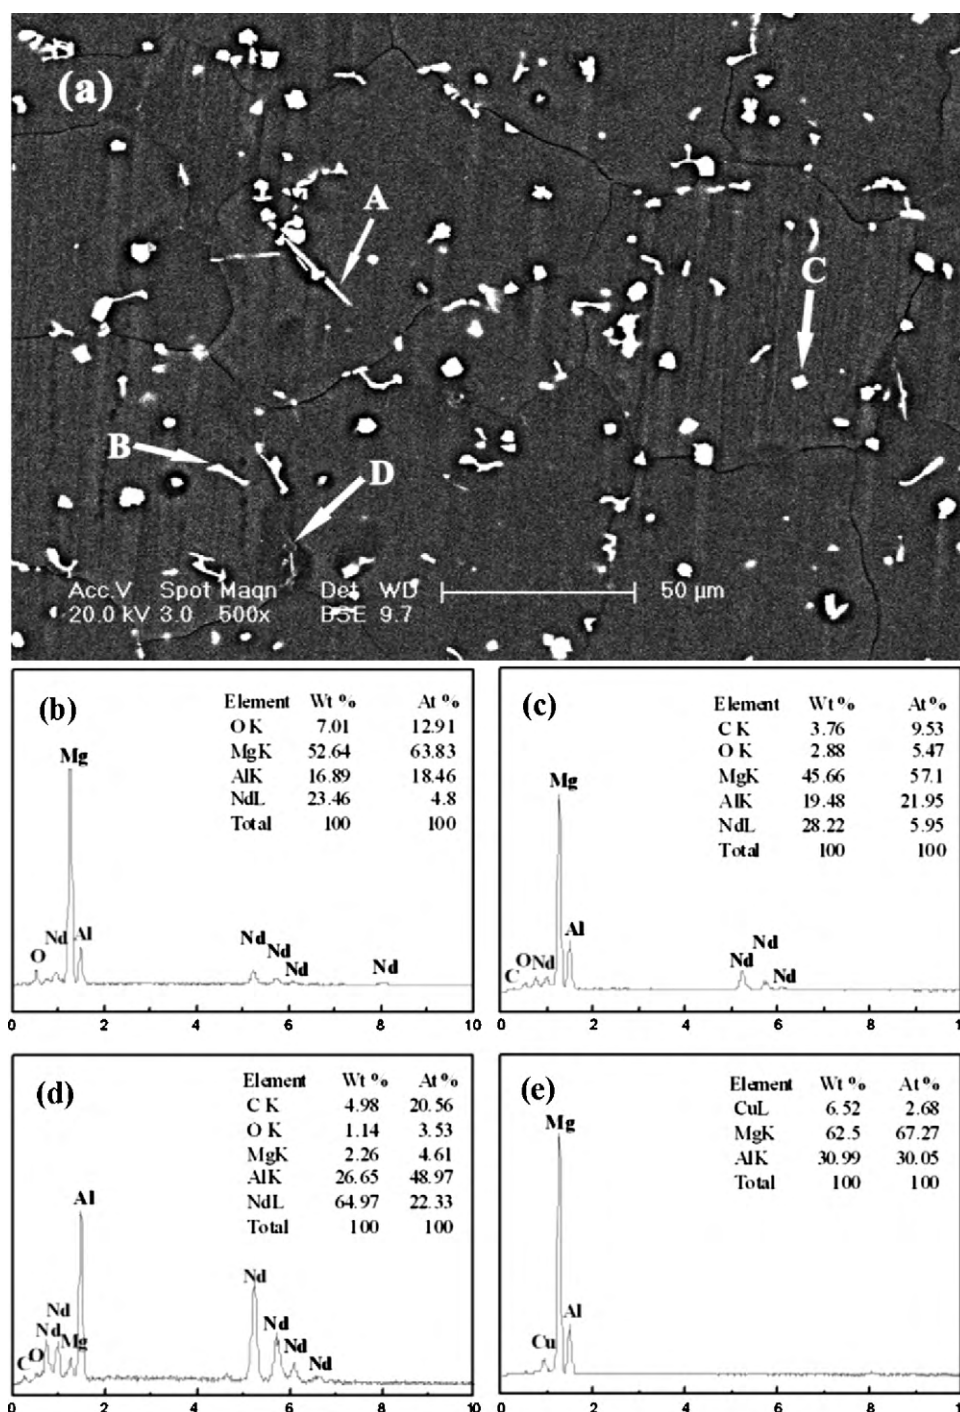 (a)
A
C
B
D
Acc.V Spot Magn Det WD
20.0 kV 3.0 500x BSE 9.7 50 µm
(b)
Element Wt % At %
O K 7.01 12.91
MgK 52.64 63.83
AlK 16.89 18.46
NdL 23.46 4.8
Total 100 100
Mg
O Nd Al Nd Nd Nd Nd
0 2 4 6 8 10
(c)
Element Wt % At %
C K 3.76 9.53
O K 2.88 5.47
MgK 45.66 57.1
AlK 19.48 21.95
NdL 28.22 5.95
Total 100 100
Mg
C O Nd Al Nd Nd Nd
0 2 4 6 8 1
(d)
Element Wt % At %
C K 4.98 20.56
O K 1.14 3.53
MgK 2.26 4.61
AlK 26.65 48.97
NdL 64.97 22.33
Total 100 100
Al
C O Nd Nd Mg Nd Nd Nd Nd
0 2 4 6 8 10
(e)
Element Wt % At %
CuL 6.52 2.68
MgK 62.5 67.27
AlK 30.99 30.05
Total 100 100
Mg
Cu Al
0 2 4 6 8 1